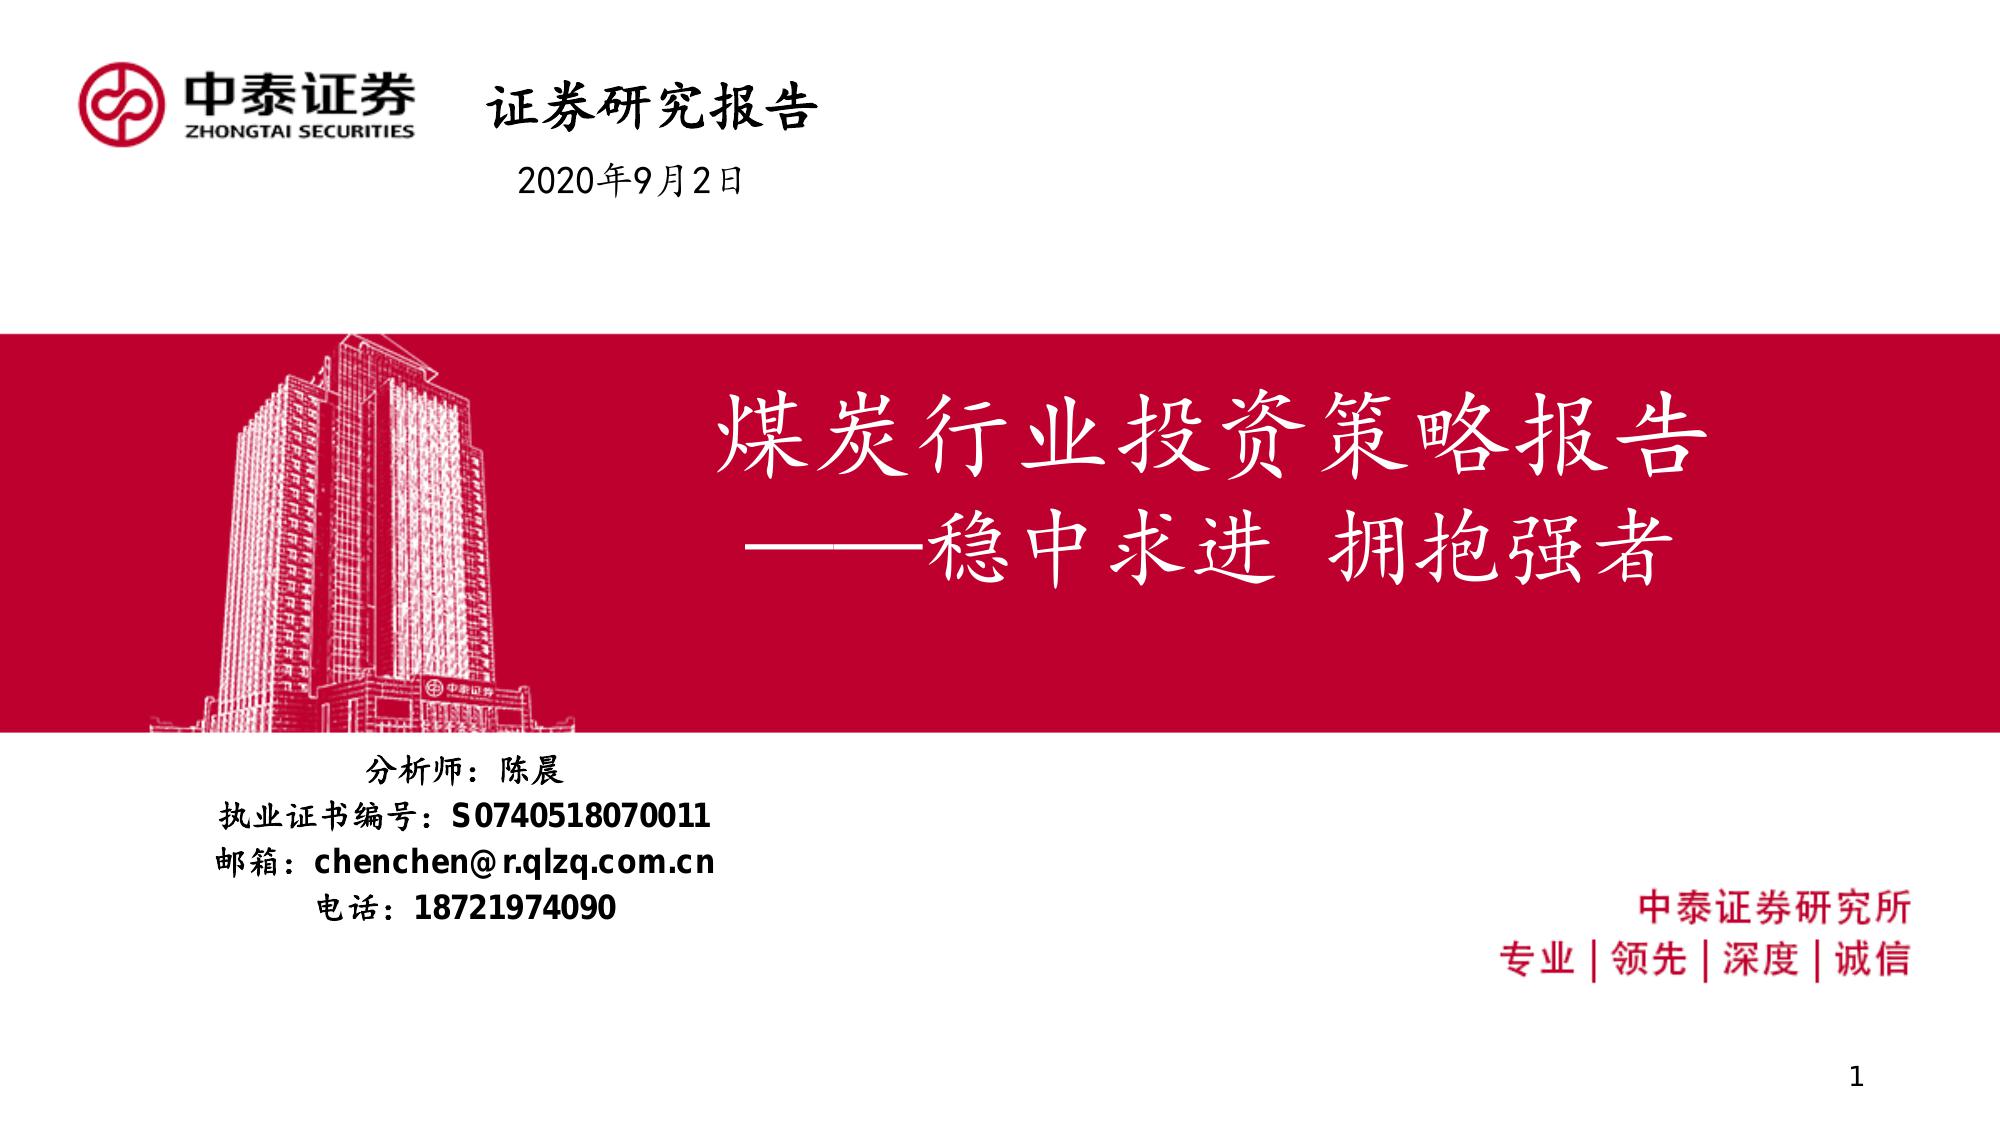 中泰证券
ZHONGTAI SECURITIES
证券研究报告
2020年9月2日
煤炭行业投资策略报告
——稳中求进 拥抱强者
中泰证券
分析师：陈晨
执业证书编号：S0740518070011
邮箱：chenchen@r.qlzq.com.cn
电话：18721974090
中泰证券研究所
专业｜领先｜深度｜诚信
1